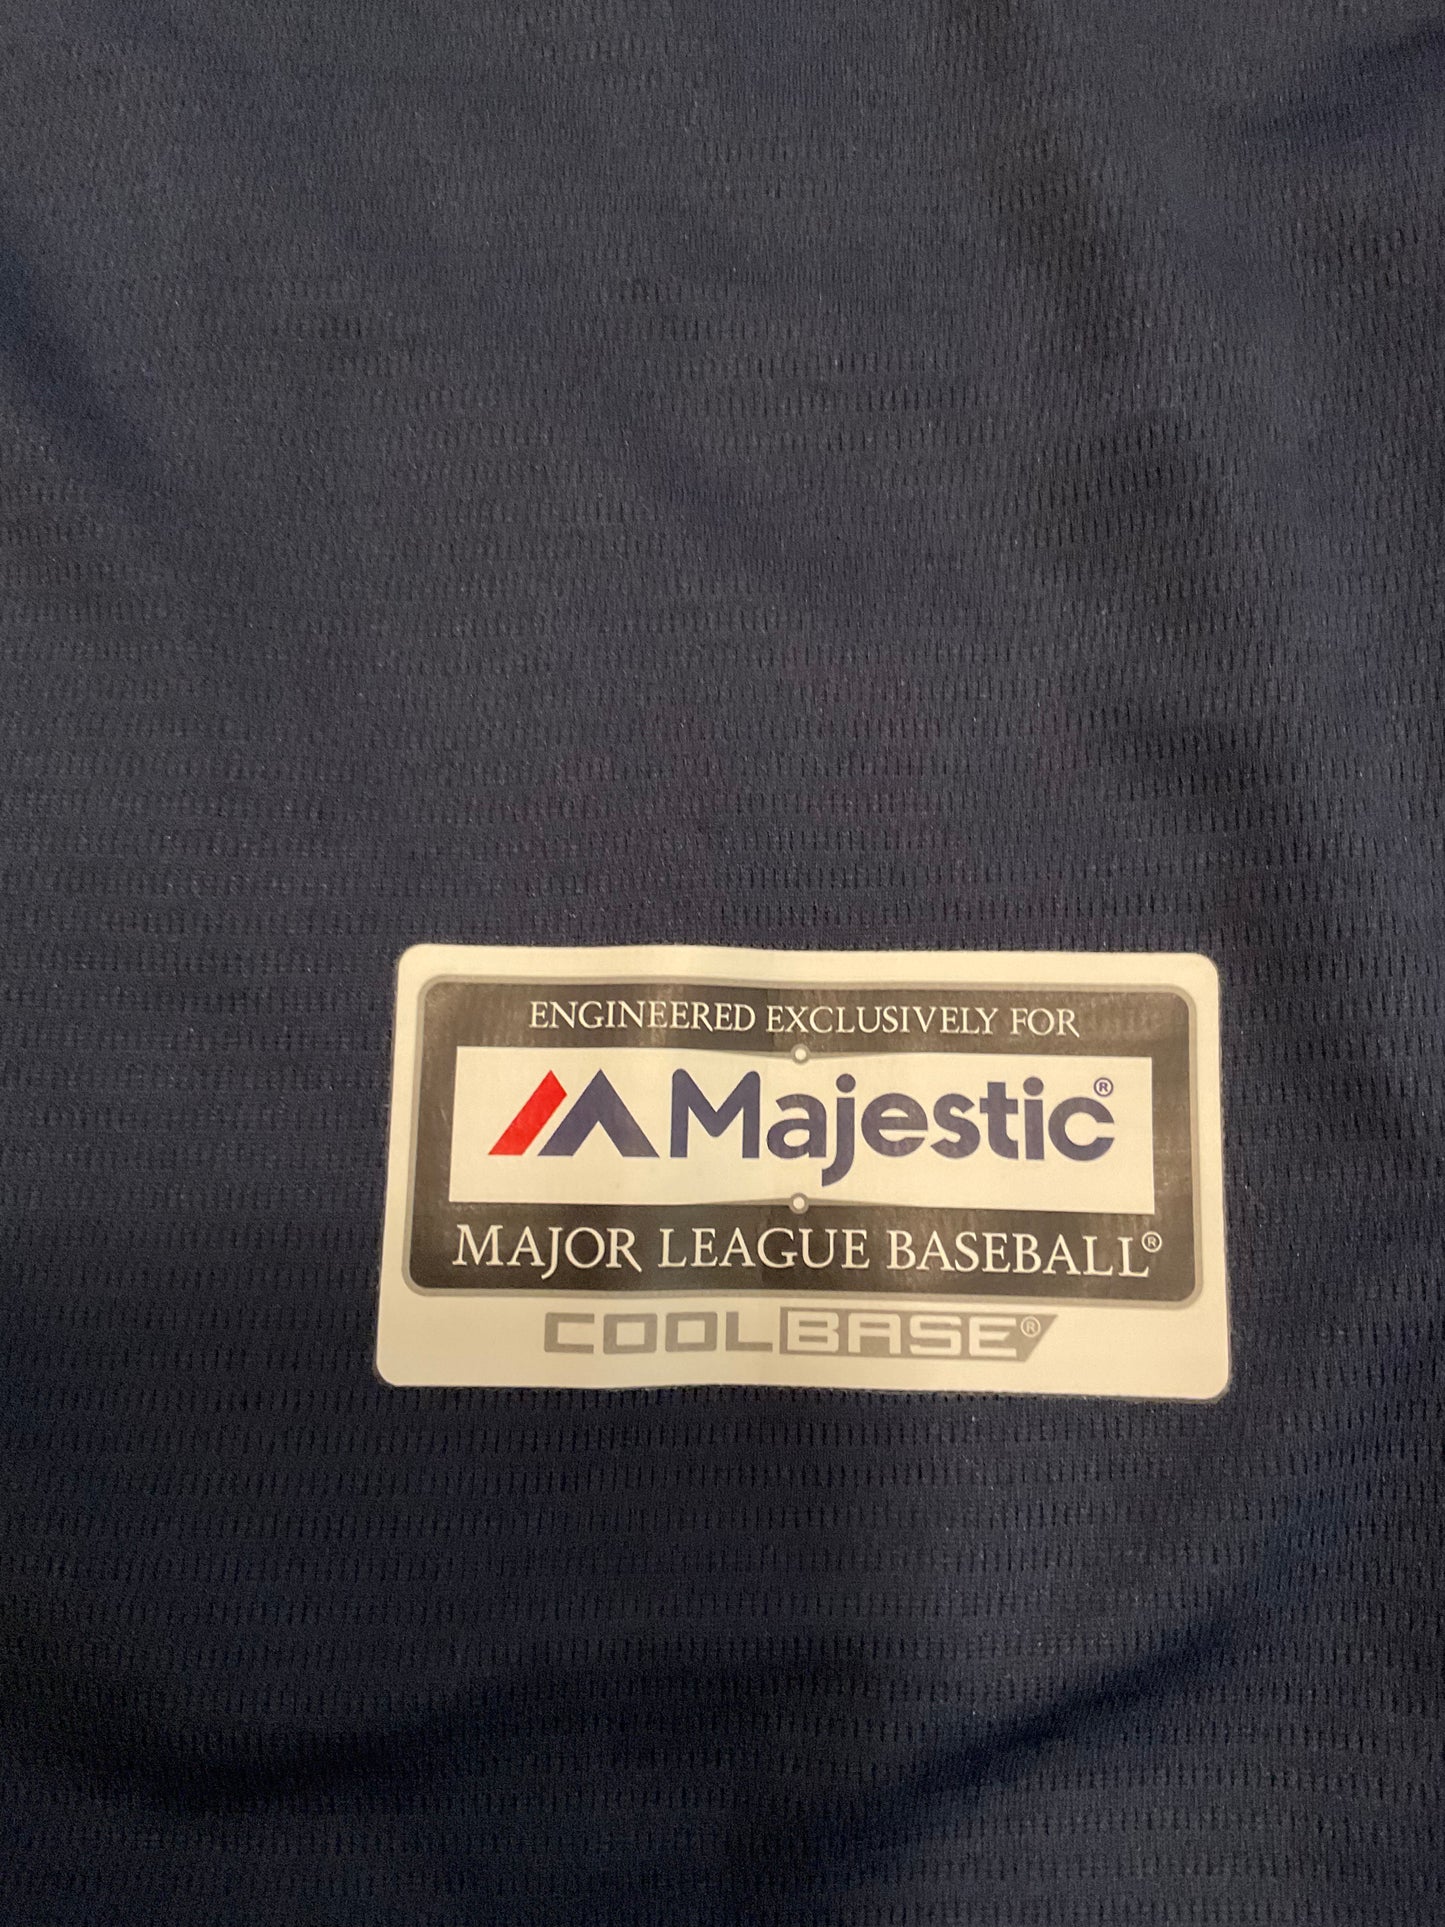 ENGINEERED EXCLUSIVELY FOR
Majestic®
MAJOR LEAGUE BASEBALL®
COOLBASE®